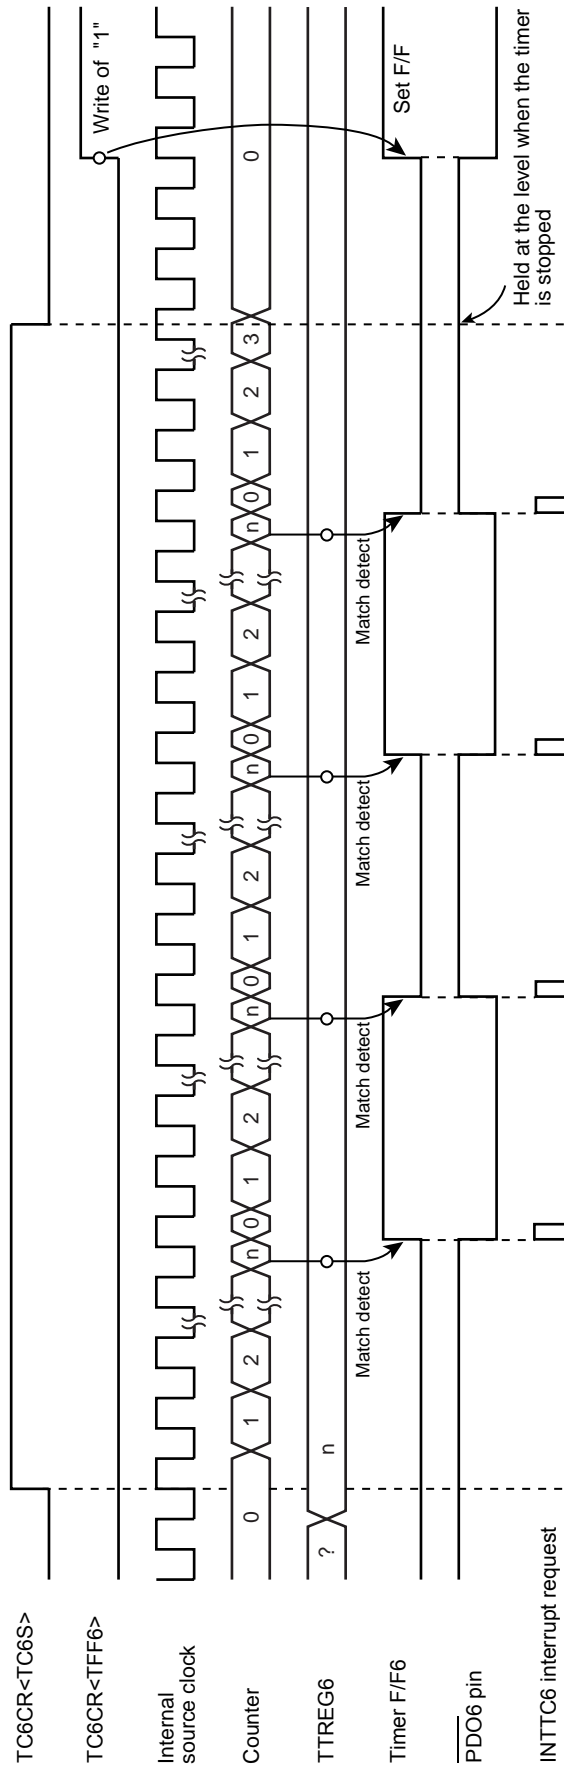 TC6CR<TC6S>
TC6CR<TFF6>
Write of "1"
Internal
source clock
Counter
0 1 2 n 0 1 2 n 0 1 2 n 0 1 2 n 0 1 2 3 0
TTREG6
? n
Match detect Match detect Match detect Match detect
Timer F/F6
Set F/F
PDO6 pin
Held at the level when the timer
is stopped
INTTC6 interrupt request